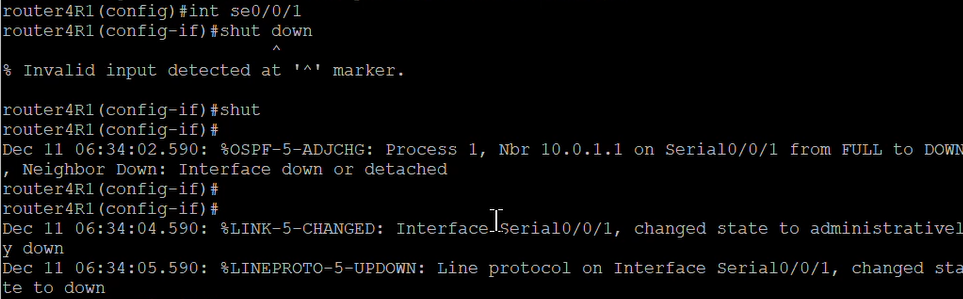 router4R1(config)#int se0/0/1
router4R1(config-if)#shut down
^
% Invalid input detected at '^' marker.
router4R1(config-if)#shut
router4R1(config-if)#
Dec 11 06:34:02.590: %OSPF-5-ADJCHG: Process 1, Nbr 10.0.1.1 on Serial0/0/1 from FULL to DOWN
, Neighbor Down: Interface down or detached
router4R1(config-if)#
router4R1(config-if)#
Dec 11 06:34:04.590: %LINK-5-CHANGED: Interface Serial0/0/1, changed state to administrativel
y down
Dec 11 06:34:05.590: %LINEPROTO-5-UPDOWN: Line protocol on Interface Serial0/0/1, changed sta
te to down